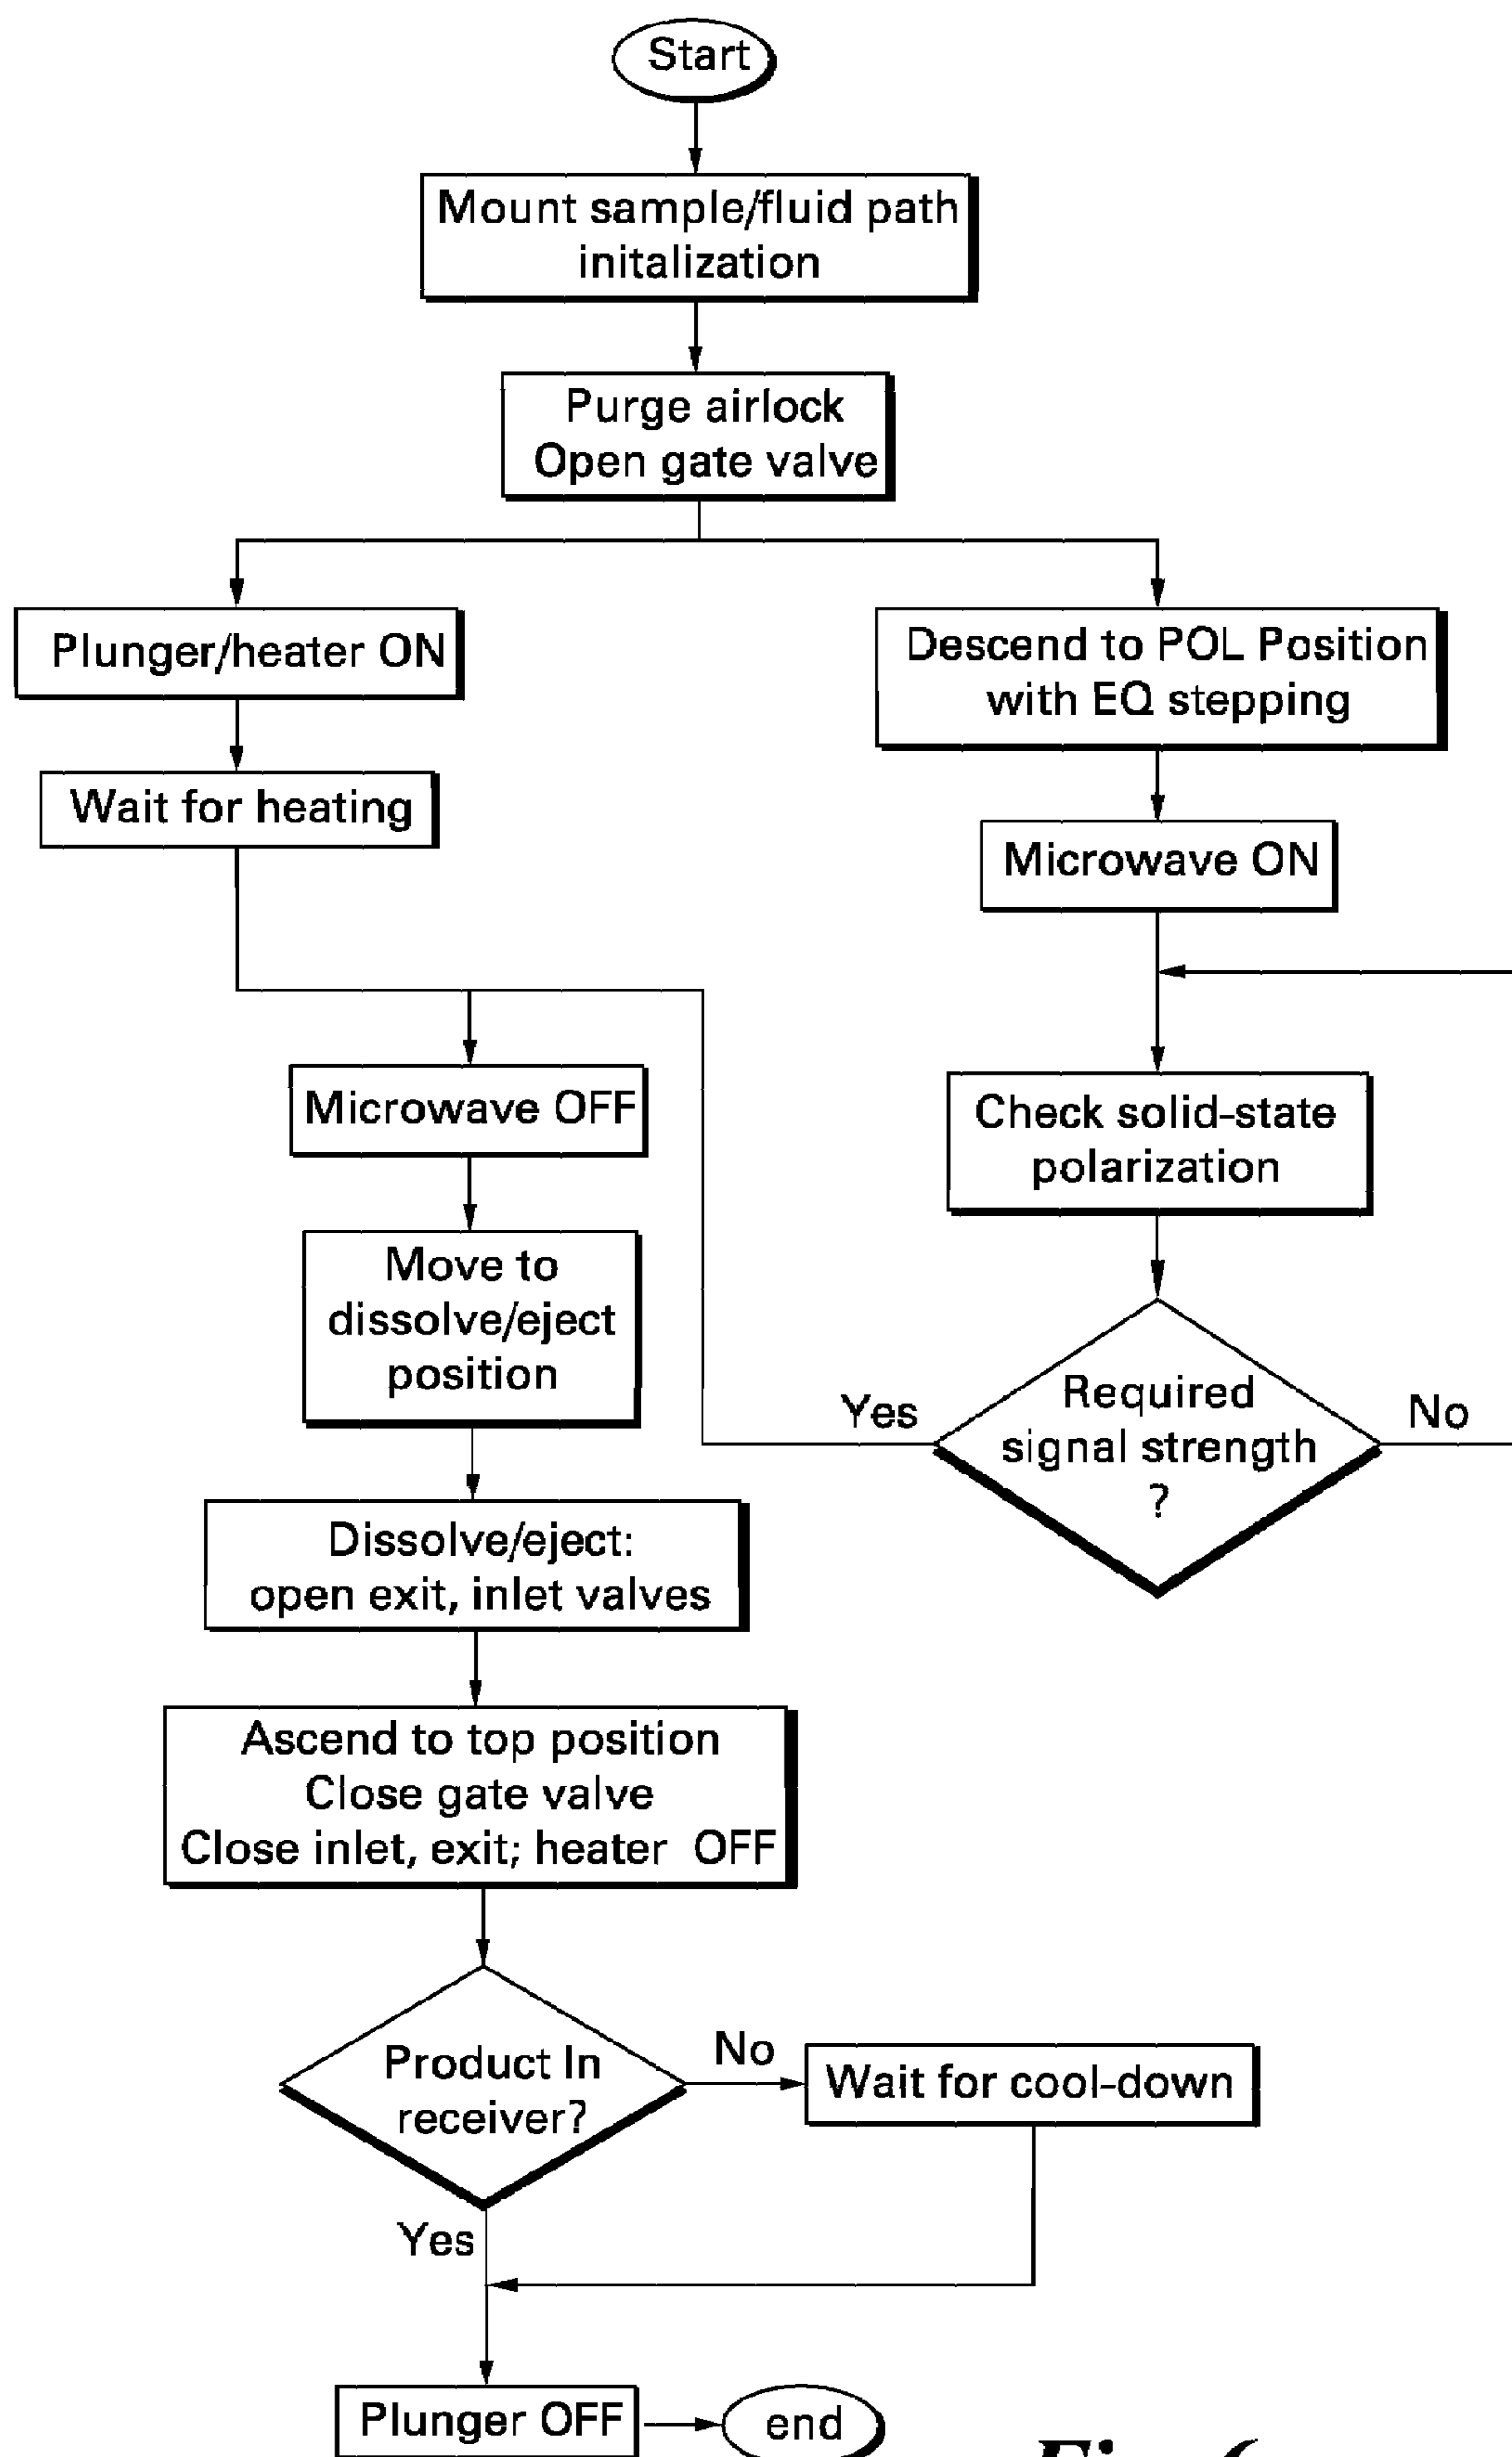 Start
Mount sample/fluid path
initalization
Purge airlock
Open gate valve
Plunger/heater ON
Wait for heating
Descend to POL Position
with EQ stepping
Microwave ON
Check solid-state
polarization
Required
signal strength
?
Yes
No
Microwave OFF
Move to
dissolve/eject
position
Dissolve/eject:
open exit, inlet valves
Ascend to top position
Close gate valve
Close inlet, exit; heater OFF
Product In
receiver?
No
Wait for cool-down
Yes
Plunger OFF
end